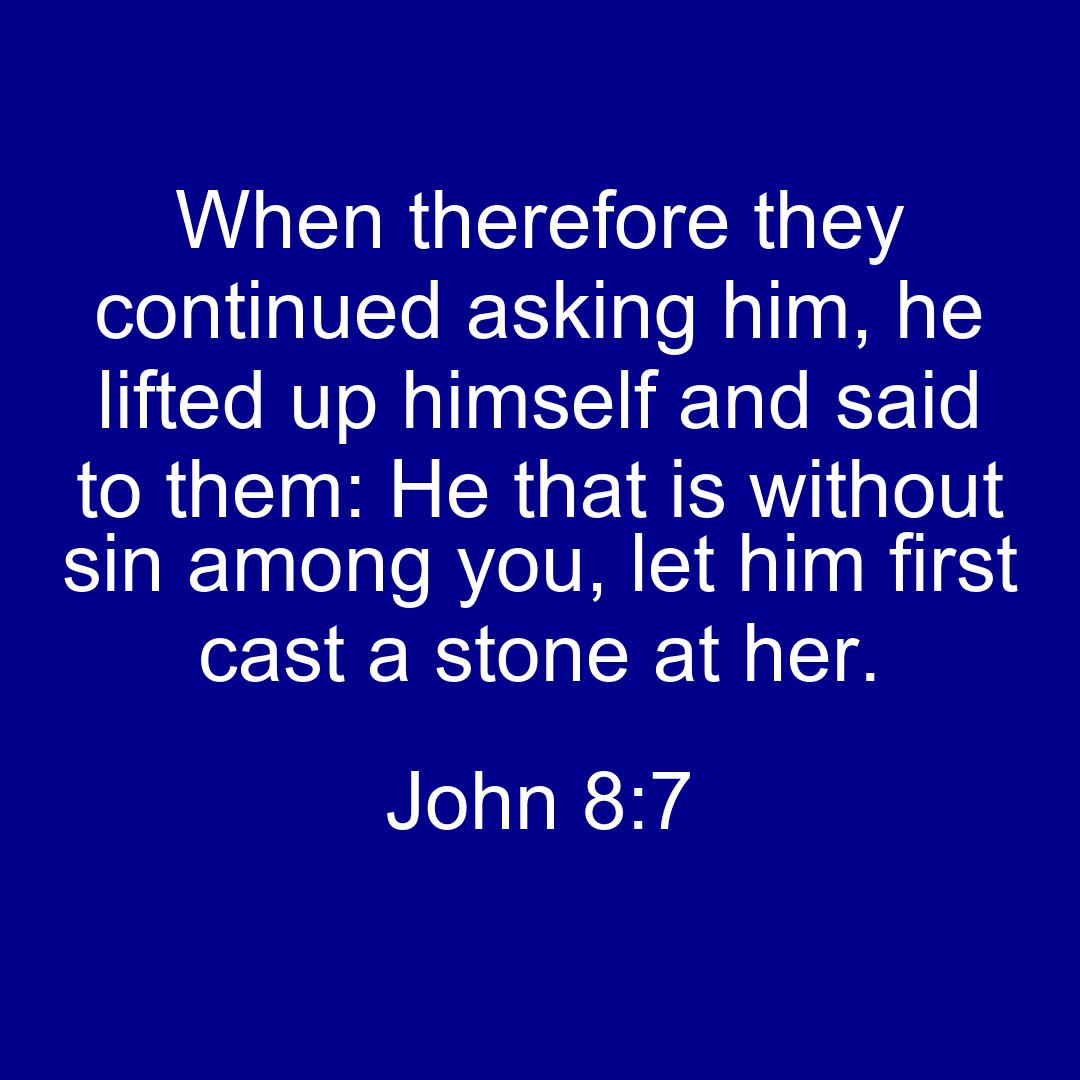 When therefore they
continued asking him, he
lifted up himself and said
to them: He that is without
sin among you, let him first
cast a stone at her.
John 8:7